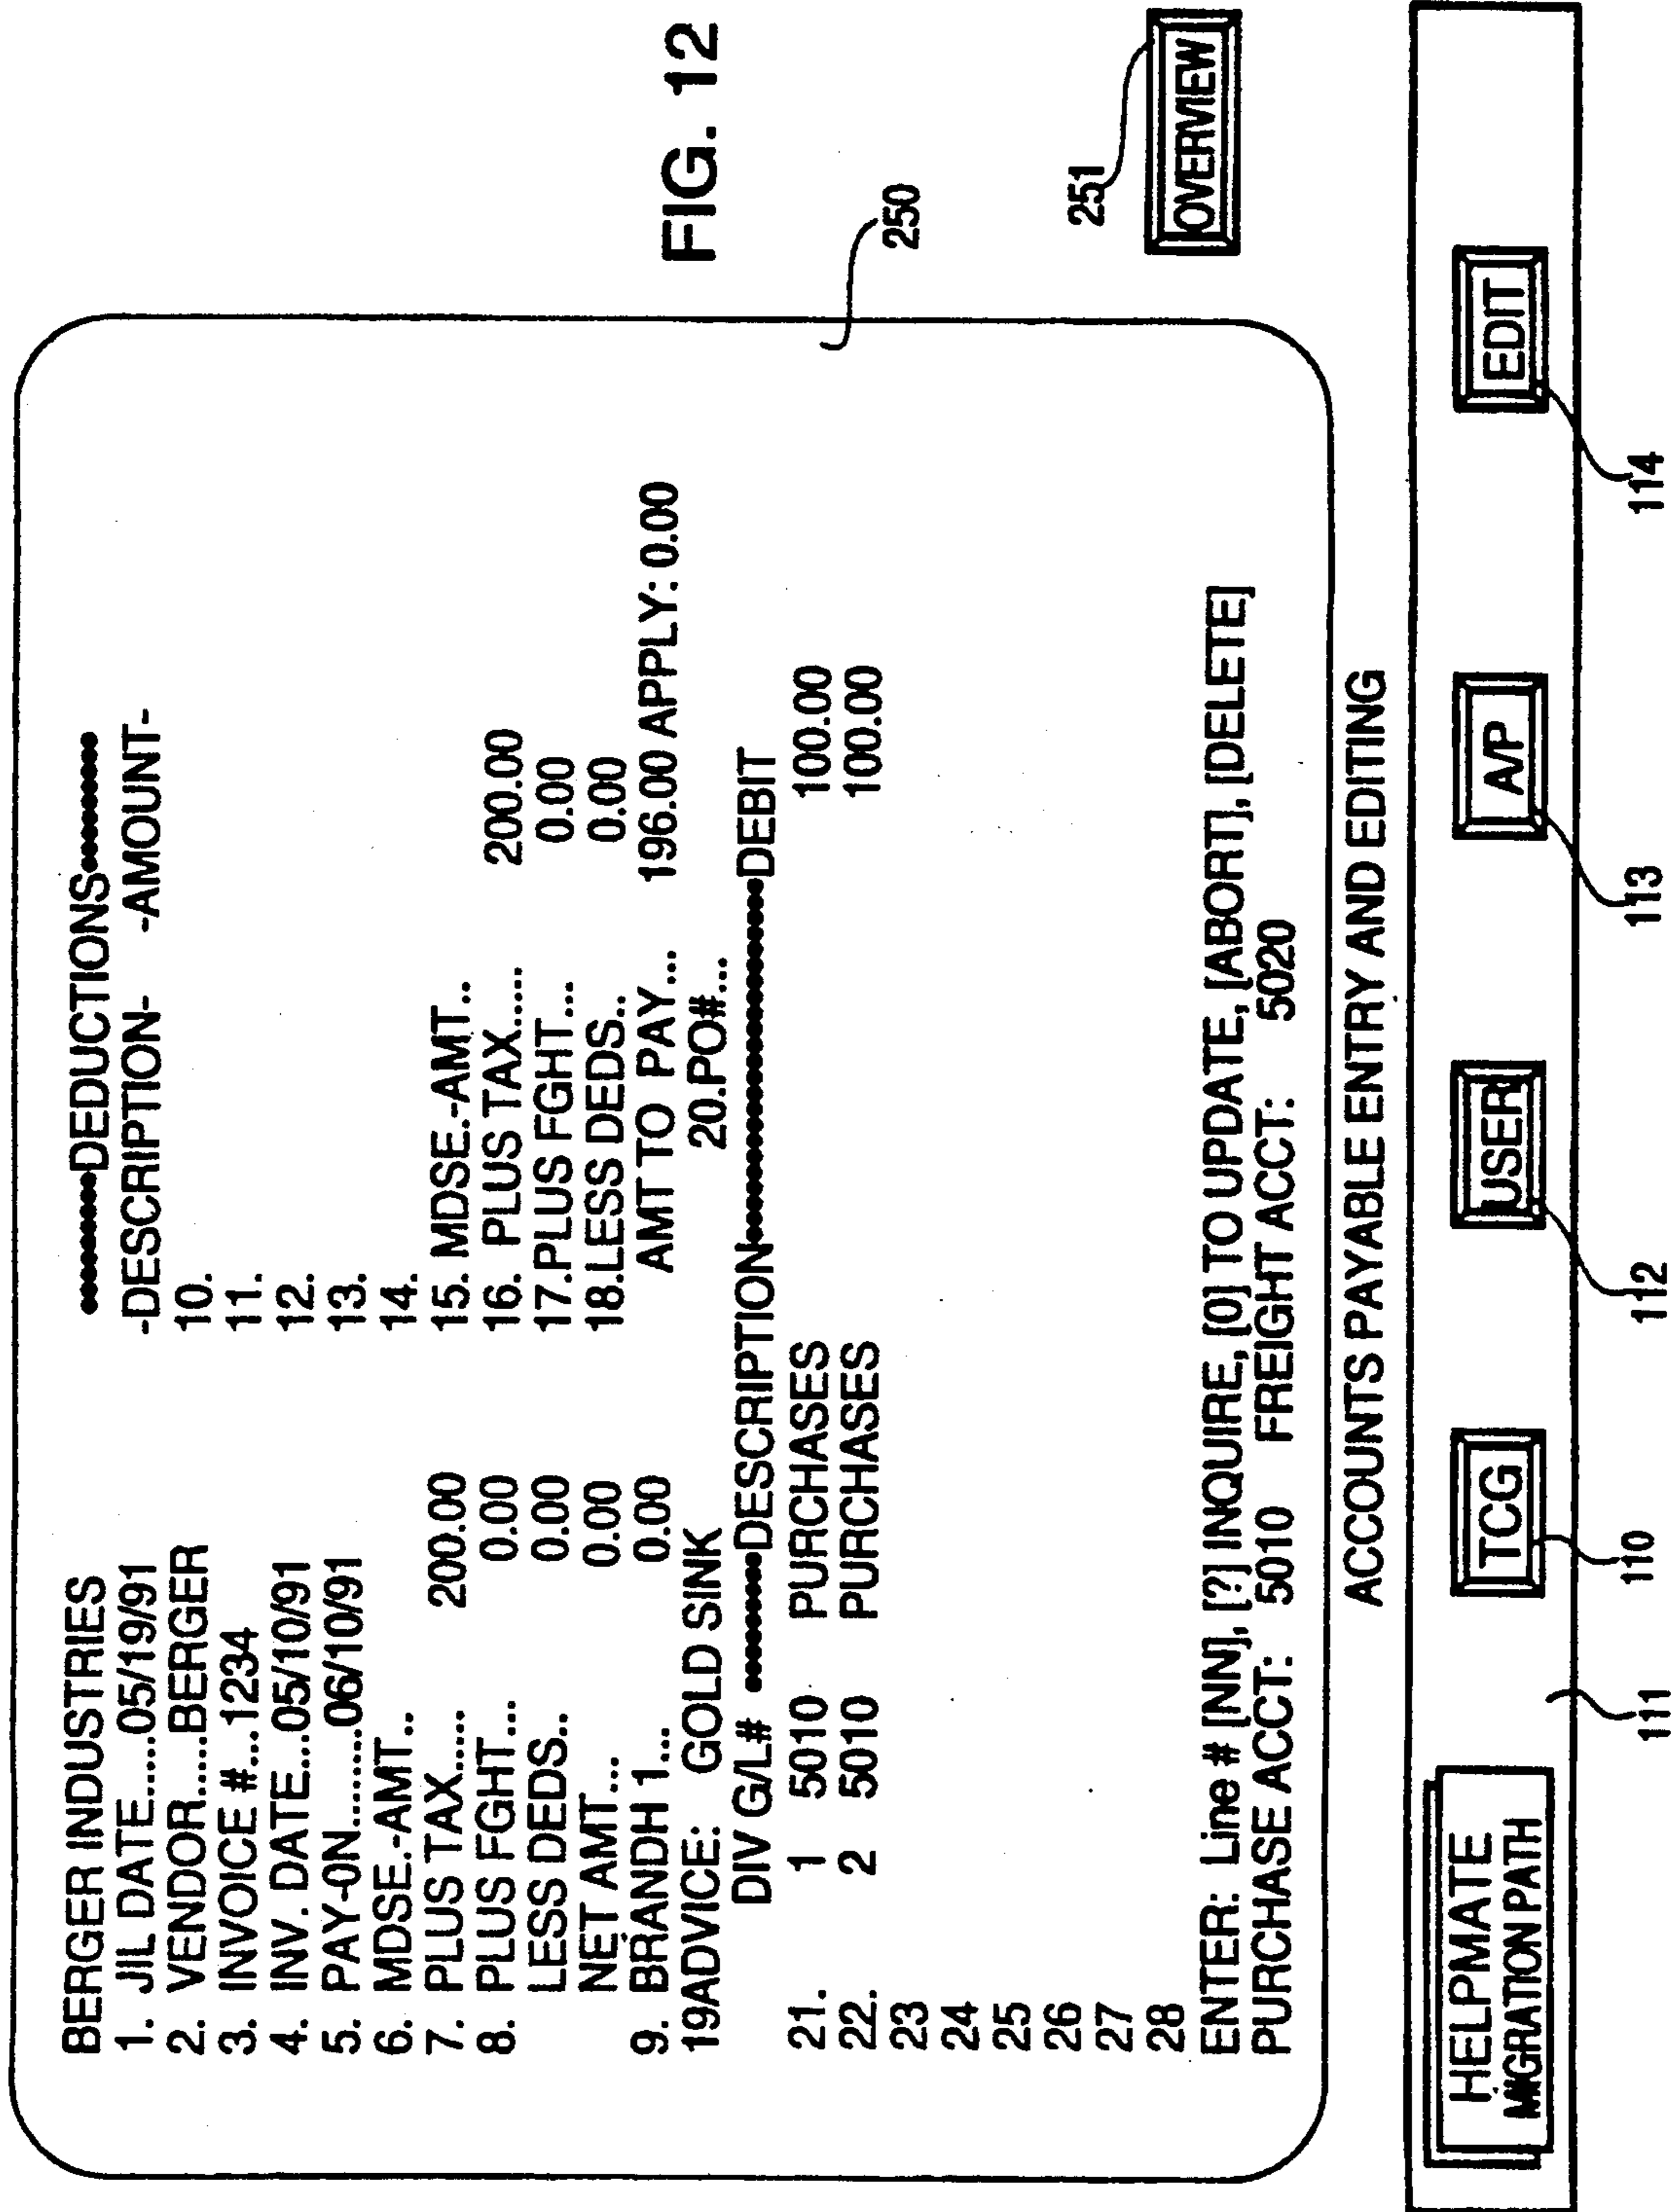 FIG. 12
BERGER INDUSTRIES ••••••••••DEDUCTIONS••••••••••
1. JIL DATE.....05/19/91 -DESCRIPTION- -AMOUNT-
2. VENDOR.....BERGER 10.
3. INVOICE #...1234 11.
4. INV. DATE...05/10/91 12.
5. PAY-0N.........06/10/91 13.
6. MDSE.-AMT.. 14.
7. PLUS TAX..... 200.00 15. MDSE.-AMT..
8. PLUS FGHT... 0.00 16. PLUS TAX..... 200.00
LESS DEDS.. 0.00 17.PLUS FGHT... 0.00
NET AMT... 0.00 18.LESS DEDS.. 0.00
9. BRANDH 1... 0.00 AMT TO PAY... 196.00 APPLY: 0.00
19ADVICE: GOLD SINK 20.PO#...
DIV G/L# ••••••••DESCRIPTION••••••••••••••••••••DEBIT
21. 1 5010 PURCHASES 100.00
22. 2 5010 PURCHASES 100.00
23
24
25
26
27
28
ENTER: Line # [NN], [?] INQUIRE, [0] TO UPDATE, [ABORT], [DELETE]
PURCHASE ACCT: 5010 FREIGHT ACCT: 5020
250
251
OVERVIEW
ACCOUNTS PAYABLE ENTRY AND EDITING
HELPMATE
MIGRATION PATH
TCG
USER
A/P
EDIT
111
110
112
113
114